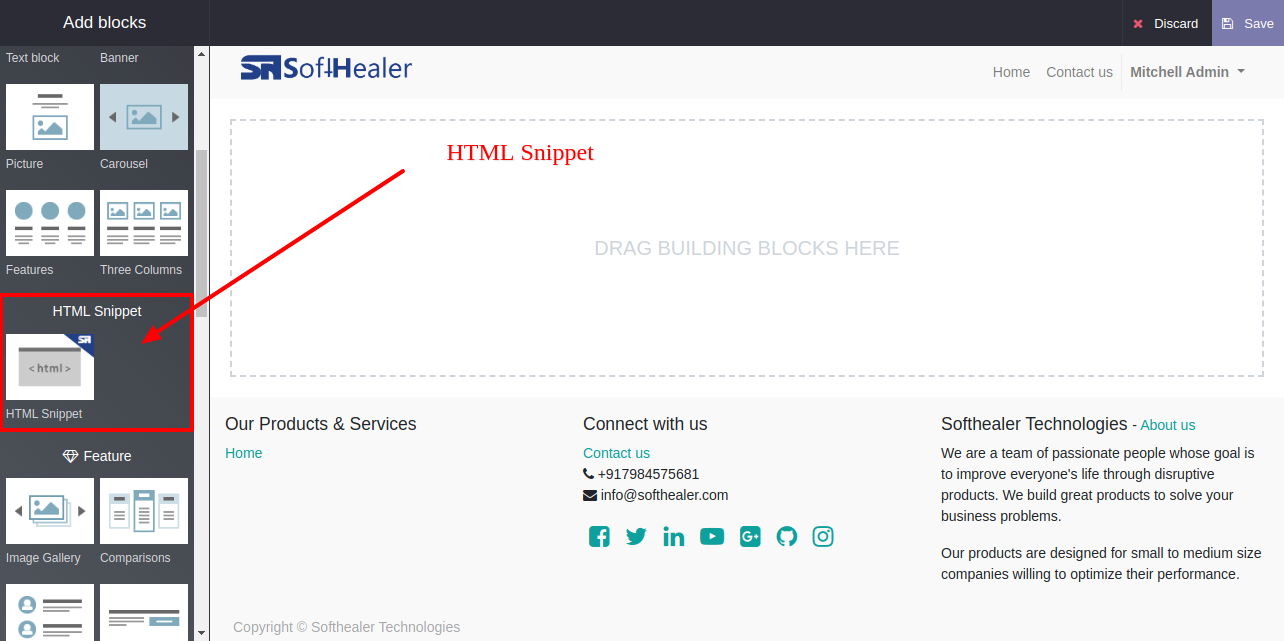 Add blocks
Discard
Save
Text block
Banner
Picture
Carousel
Features
Three Columns
HTML Snippet
<html>
HTML Snippet
Feature
Image Gallery
Comparisons
SoftHealer
Home
Contact us
Mitchell Admin
HTML Snippet
DRAG BUILDING BLOCKS HERE
Our Products & Services
Home
Connect with us
Contact us
+917984575681
info@softhealer.com
Softhealer Technologies - About us
We are a team of passionate people whose goal is
to improve everyone's life through disruptive
products. We build great products to solve your
business problems.
Our products are designed for small to medium size
companies willing to optimize their performance.
Copyright © Softhealer Technologies